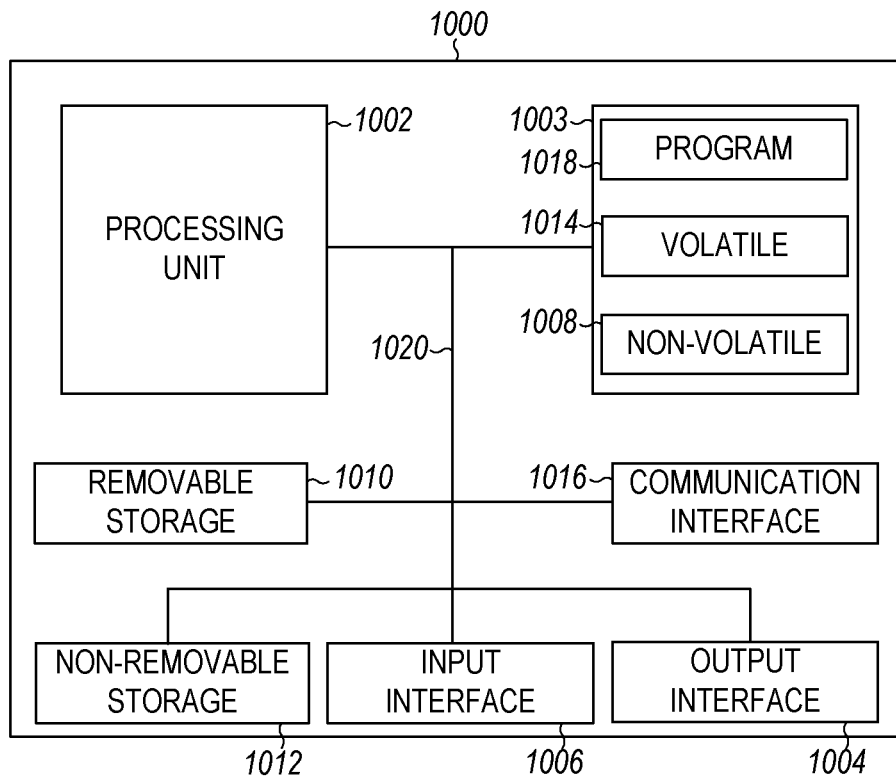 1000
1002
PROCESSING
UNIT
1003
PROGRAM
1018
1014
VOLATILE
1008
NON-VOLATILE
1020
REMOVABLE
STORAGE
1010
1016
COMMUNICATION
INTERFACE
NON-REMOVABLE
STORAGE
INPUT
INTERFACE
OUTPUT
INTERFACE
1012
1006
1004